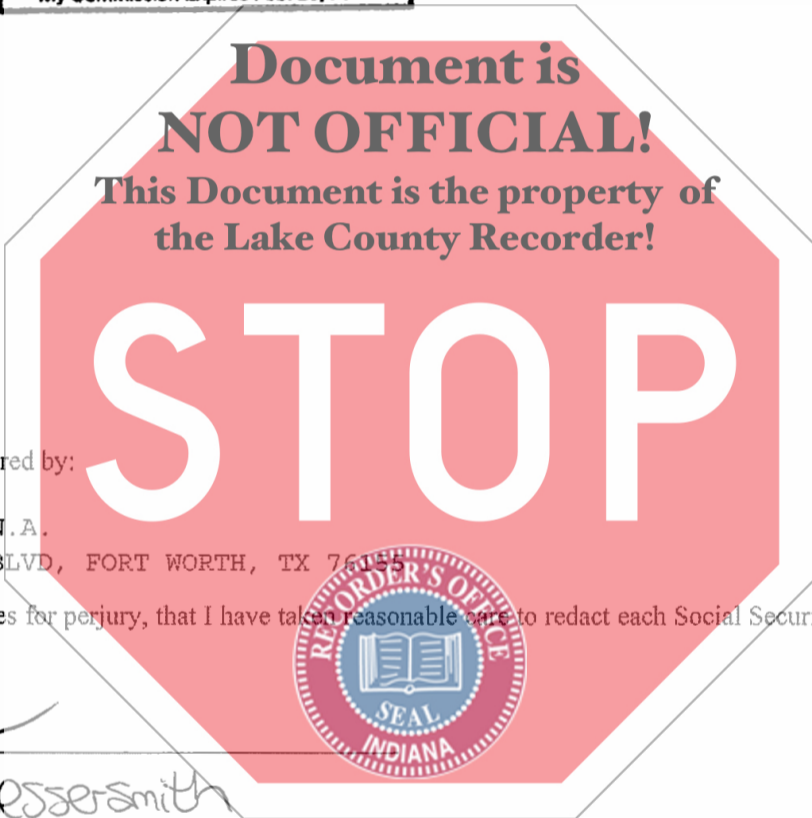 Document is
NOT OFFICIAL!
This Document is the property of
the Lake County Recorder!
STOP
red by:
N.A.
BLVD, FORT WORTH, TX 76155
es for perjury, that I have taken reasonable care to redact each Social Secur
RECORDER'S OFFICE
SEAL
INDIANA
essersmith